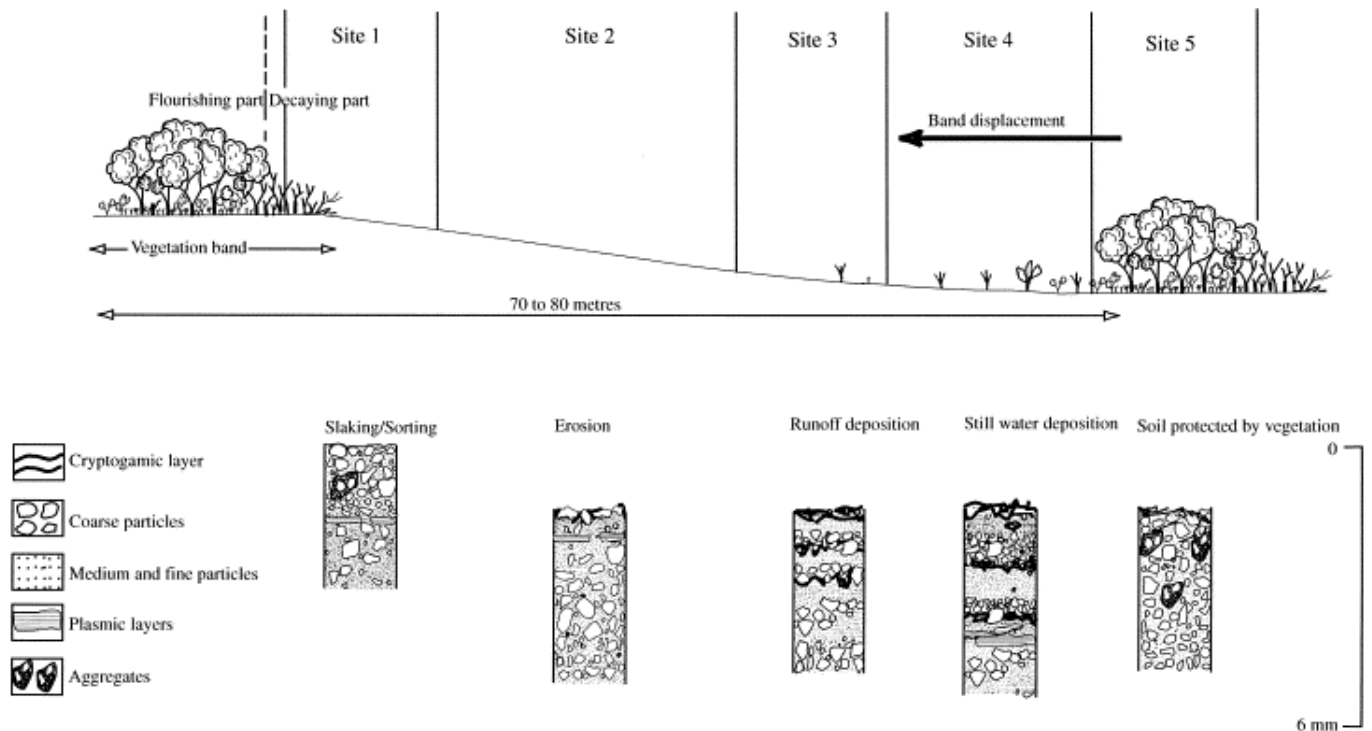 Site 1
Site 2
Site 3
Site 4
Site 5
Flourishing part Decaying part
Band displacement
Vegetation band
70 to 80 metres
Slaking/Sorting
Erosion
Runoff deposition
Still water deposition
Soil protected by vegetation
0
6 mm
Cryptogamic layer
Coarse particles
Medium and fine particles
Plasmic layers
Aggregates